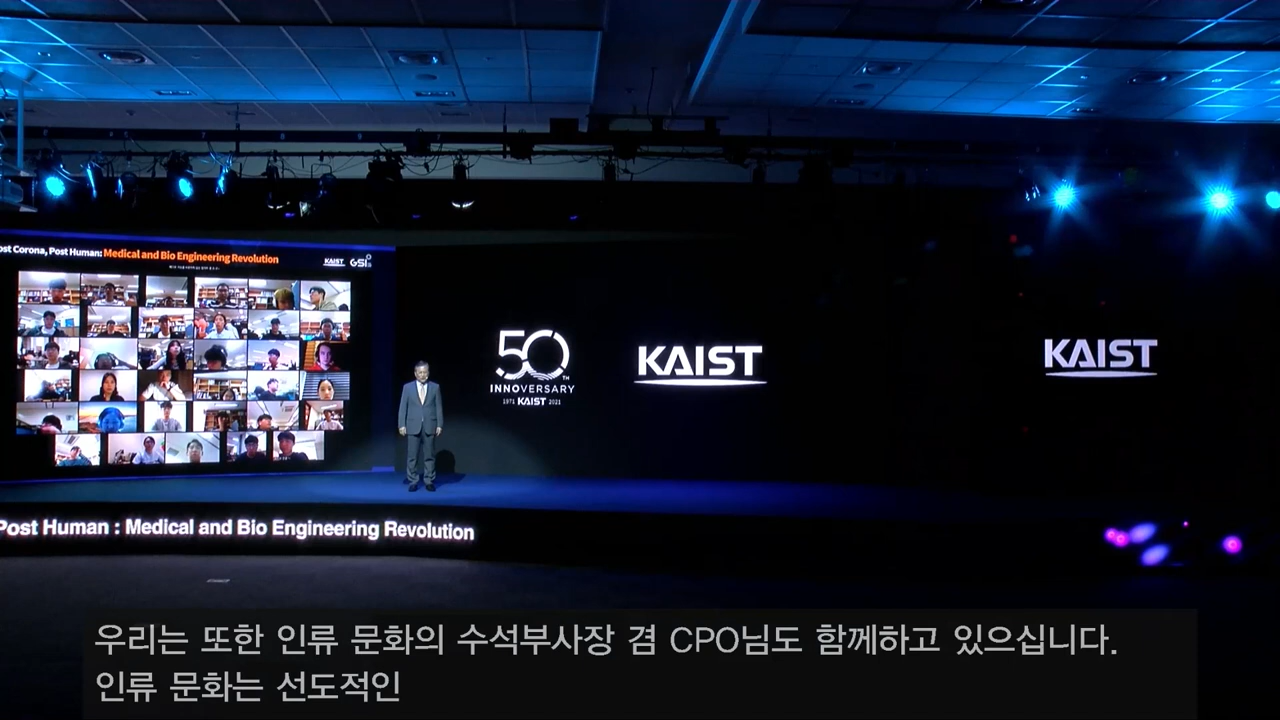 ost Corona, Post Human: Medical and Bio Engineering Revolution
KAIST GSI
50TH
INNOVERSARY
1971 KAIST 2021
KAIST
KAIST
Post Human : Medical and Bio Engineering Revolution
우리는 또한 인류 문화의 수석부사장 겸 CPO님도 함께하고 있으십니다.
인류 문화는 선도적인